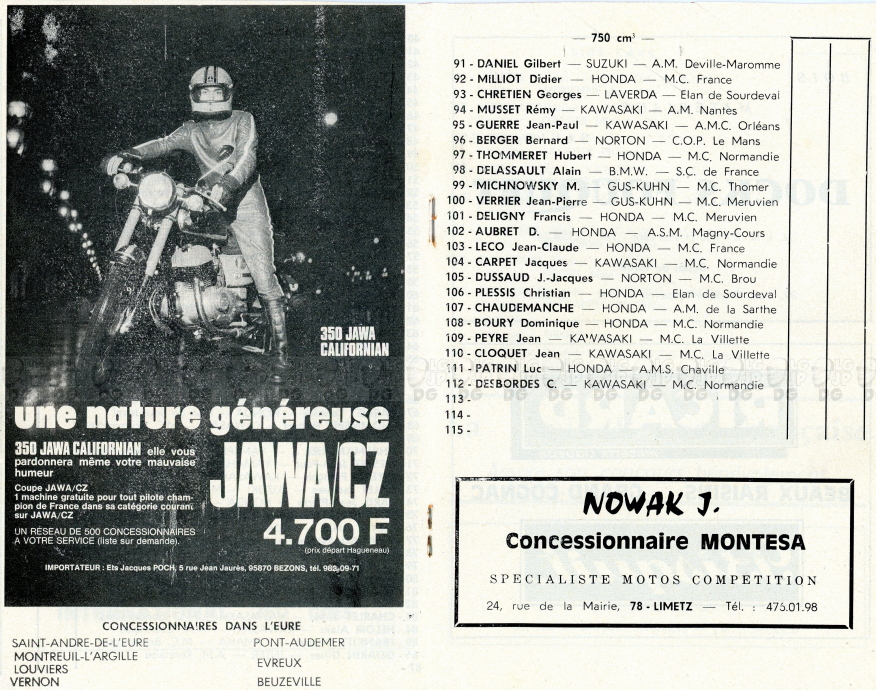 350 JAWA
CALIFORNIAN
une nature généreuse
350 JAWA CALIFORNIAN elle vous
pardonnera même votre mauvaise
humeur
Coupe JAWA/CZ
1 machine gratuite pour tout pilote cham-
pion de France dans sa catégorie courant
sur JAWA/CZ
UN RÉSEAU DE 500 CONCESSIONNAIRES
A VOTRE SERVICE (liste sur demande).
JAWA/CZ
4.700 F
(prix départ Hagueneau)
IMPORTATEUR : Ets Jacques POCH, 5 rue Jean Jaurès, 95870 BEZONS, tél. 982-09-71
CONCESSIONNAIRES DANS L'EURE
SAINT-ANDRE-DE-L'EURE PONT-AUDEMER
MONTREUIL-L'ARGILLE
LOUVIERS EVREUX
VERNON BEUZEVILLE
— 750 cm³ —
91 - DANIEL Gilbert — SUZUKI — A.M. Deville-Maromme
92 - MILLIOT Didier — HONDA — M.C. France
93 - CHRETIEN Georges — LAVERDA — Elan de Sourdeval
94 - MUSSET Rémy — KAWASAKI — A.M. Nantes
95 - GUERRE Jean-Paul — KAWASAKI — A.M.C. Orléans
96 - BERGER Bernard — NORTON — C.O.P. Le Mans
97 - THOMMERET Hubert — HONDA — M.C. Normandie
98 - DELASSAULT Alain — B.M.W. — S.C. de France
99 - MICHNOWSKY M. — GUS-KUHN — M.C. Thomer
100 - VERRIER Jean-Pierre — GUS-KUHN — M.C. Meruvien
101 - DELIGNY Francis — HONDA — M.C. Meruvien
102 - AUBRET D. — HONDA — A.S.M. Magny-Cours
103 - LECO Jean-Claude — HONDA — M.C. France
104 - CARPET Jacques — KAWASAKI — M.C. Normandie
105 - DUSSAUD J.-Jacques — NORTON — M.C. Brou
106 - PLESSIS Christian — HONDA — Elan de Sourdeval
107 - CHAUDEMANCHE — HONDA — A.M. de la Sarthe
108 - BOURY Dominique — HONDA — M.C. Normandie
109 - PEYRE Jean — KAWASAKI — M.C. La Villette
110 - CLOQUET Jean — KAWASAKI — M.C. La Villette
111 - PATRIN Luc — HONDA — A.M.S. Chaville
112 - DESBORDES C. — KAWASAKI — M.C. Normandie
113 -
114 -
115 -
NOWAK J.
Concessionnaire MONTESA
SPECIALISTE MOTOS COMPETITION
24, rue de la Mairie, 78 - LIMETZ — Tél. : 476.01.98